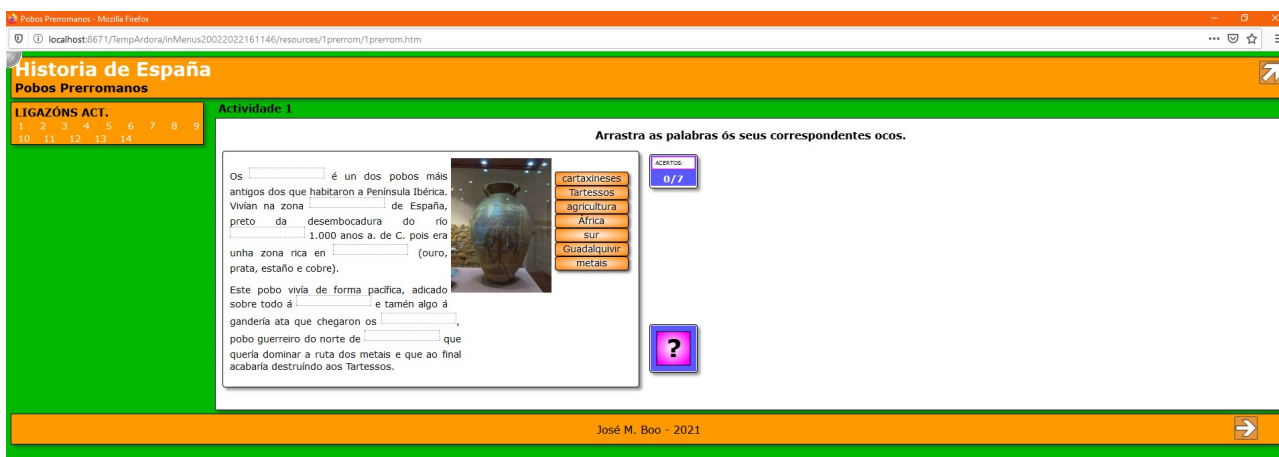 Pobos Prerromanos - Mozilla Firefox
localhost:8671/TempArdora/inMenus20022022161146/resources/1prerrom/1prerrom.htm
Historia de España
Pobos Prerromanos
LIGAZÓNS ACT.
1 2 3 4 5 6 7 8 9
10 11 12 13 14
Actividade 1
Arrastra as palabras ós seus correspondentes ocos.
Os é un dos pobos máis
antigos dos que habitaron a Península Ibérica.
Vivían na zona de España,
preto da desembocadura do río
1.000 anos a. de C. pois era
unha zona rica en (ouro,
prata, estaño e cobre).
Este pobo vivía de forma pacífica, adicado
sobre todo á e tamén algo á
gandería ata que chegaron os ,
pobo guerreiro do norte de que
quería dominar a ruta dos metais e que ao final
acabaría destruíndo aos Tartessos.
cartaxineses
Tartessos
agricultura
África
sur
Guadalquivir
metais
ACERTOS:
0/7
?
José M. Boo - 2021